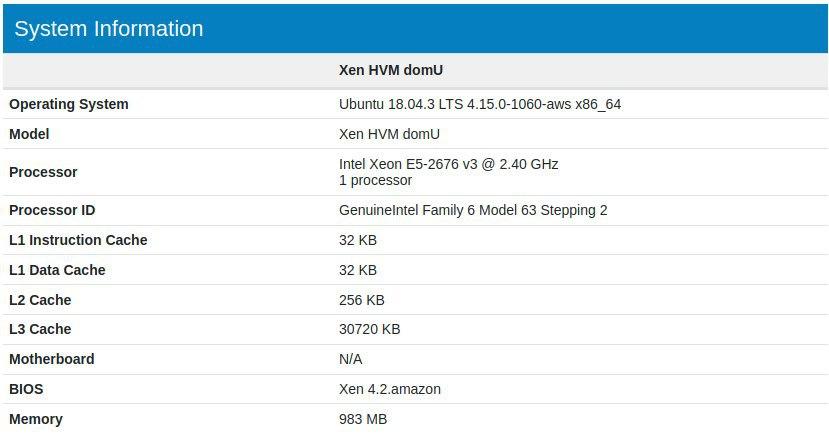 System Information
Xen HVM domU
Operating System Ubuntu 18.04.3 LTS 4.15.0-1060-aws x86_64
Model Xen HVM domU
Processor Intel Xeon E5-2676 v3 @ 2.40 GHz
1 processor
Processor ID GenuineIntel Family 6 Model 63 Stepping 2
L1 Instruction Cache 32 KB
L1 Data Cache 32 KB
L2 Cache 256 KB
L3 Cache 30720 KB
Motherboard N/A
BIOS Xen 4.2.amazon
Memory 983 MB